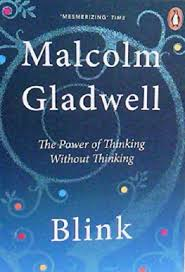 'MESMERIZING' TIME
Malcolm
Gladwell
The Power of Thinking
Without Thinking
Blink